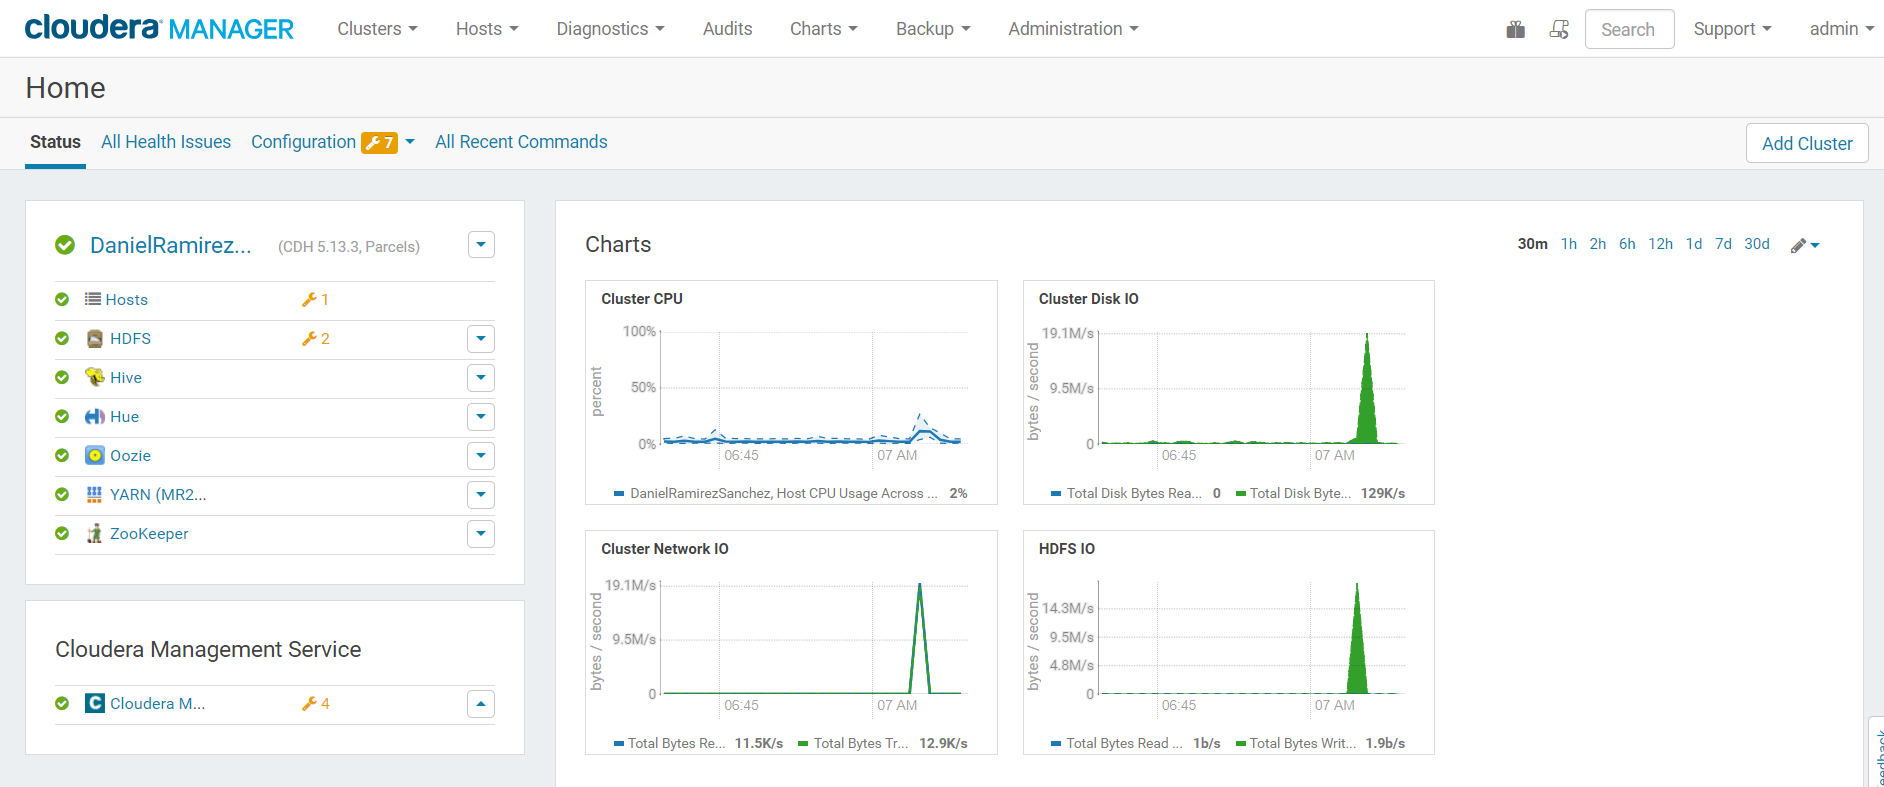 cloudera MANAGER Clusters Hosts Diagnostics Audits Charts Backup Administration Search Support admin
Home
Status All Health Issues Configuration 7 All Recent Commands Add Cluster
DanielRamirez... (CDH 5.13.3, Parcels)
Hosts 1
HDFS 2
Hive
Hue
Oozie
YARN (MR2...
ZooKeeper
Cloudera Management Service
Cloudera M... 4
Charts 30m 1h 2h 6h 12h 1d 7d 30d
Cluster CPU
percent
100%
50%
0%
06:45 07 AM
DanielRamirezSanchez, Host CPU Usage Across ... 2%
Cluster Disk IO
bytes / second
19.1M/s
9.5M/s
0
06:45 07 AM
Total Disk Bytes Rea... 0 Total Disk Byte... 129K/s
Cluster Network IO
bytes / second
19.1M/s
9.5M/s
0
06:45 07 AM
Total Bytes Re... 11.5K/s Total Bytes Tr... 12.9K/s
HDFS IO
bytes / second
14.3M/s
9.5M/s
4.8M/s
0
06:45 07 AM
Total Bytes Read ... 1b/s Total Bytes Writ... 1.9b/s